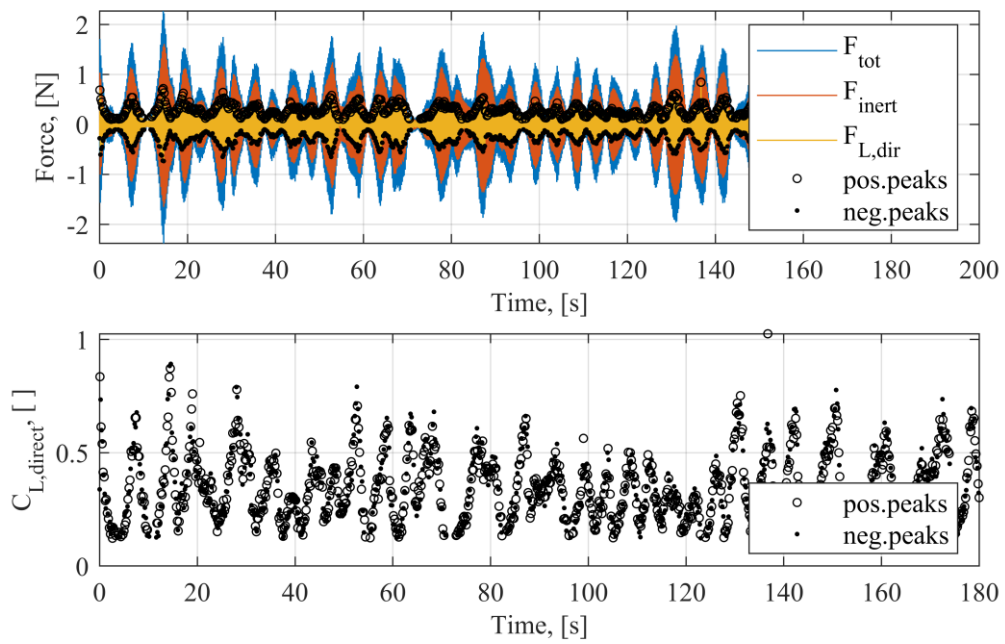 2
1
0
-1
-2
Force, [N]
0
20
40
60
80
100
120
140
160
180
200
Time, [s]
F_tot
F_inert
F_L,dir
pos.peaks
neg.peaks
1
0.5
0
C_L,direct, [ ]
0
20
40
60
80
100
120
140
160
180
Time, [s]
pos.peaks
neg.peaks